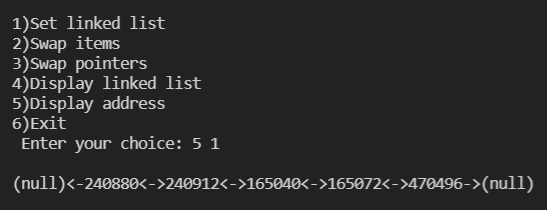 1)Set linked list
2)Swap items
3)Swap pointers
4)Display linked list
5)Display address
6)Exit
Enter your choice: 5 1
(null)<-240880<->240912<->165040<->165072<->470496->(null)